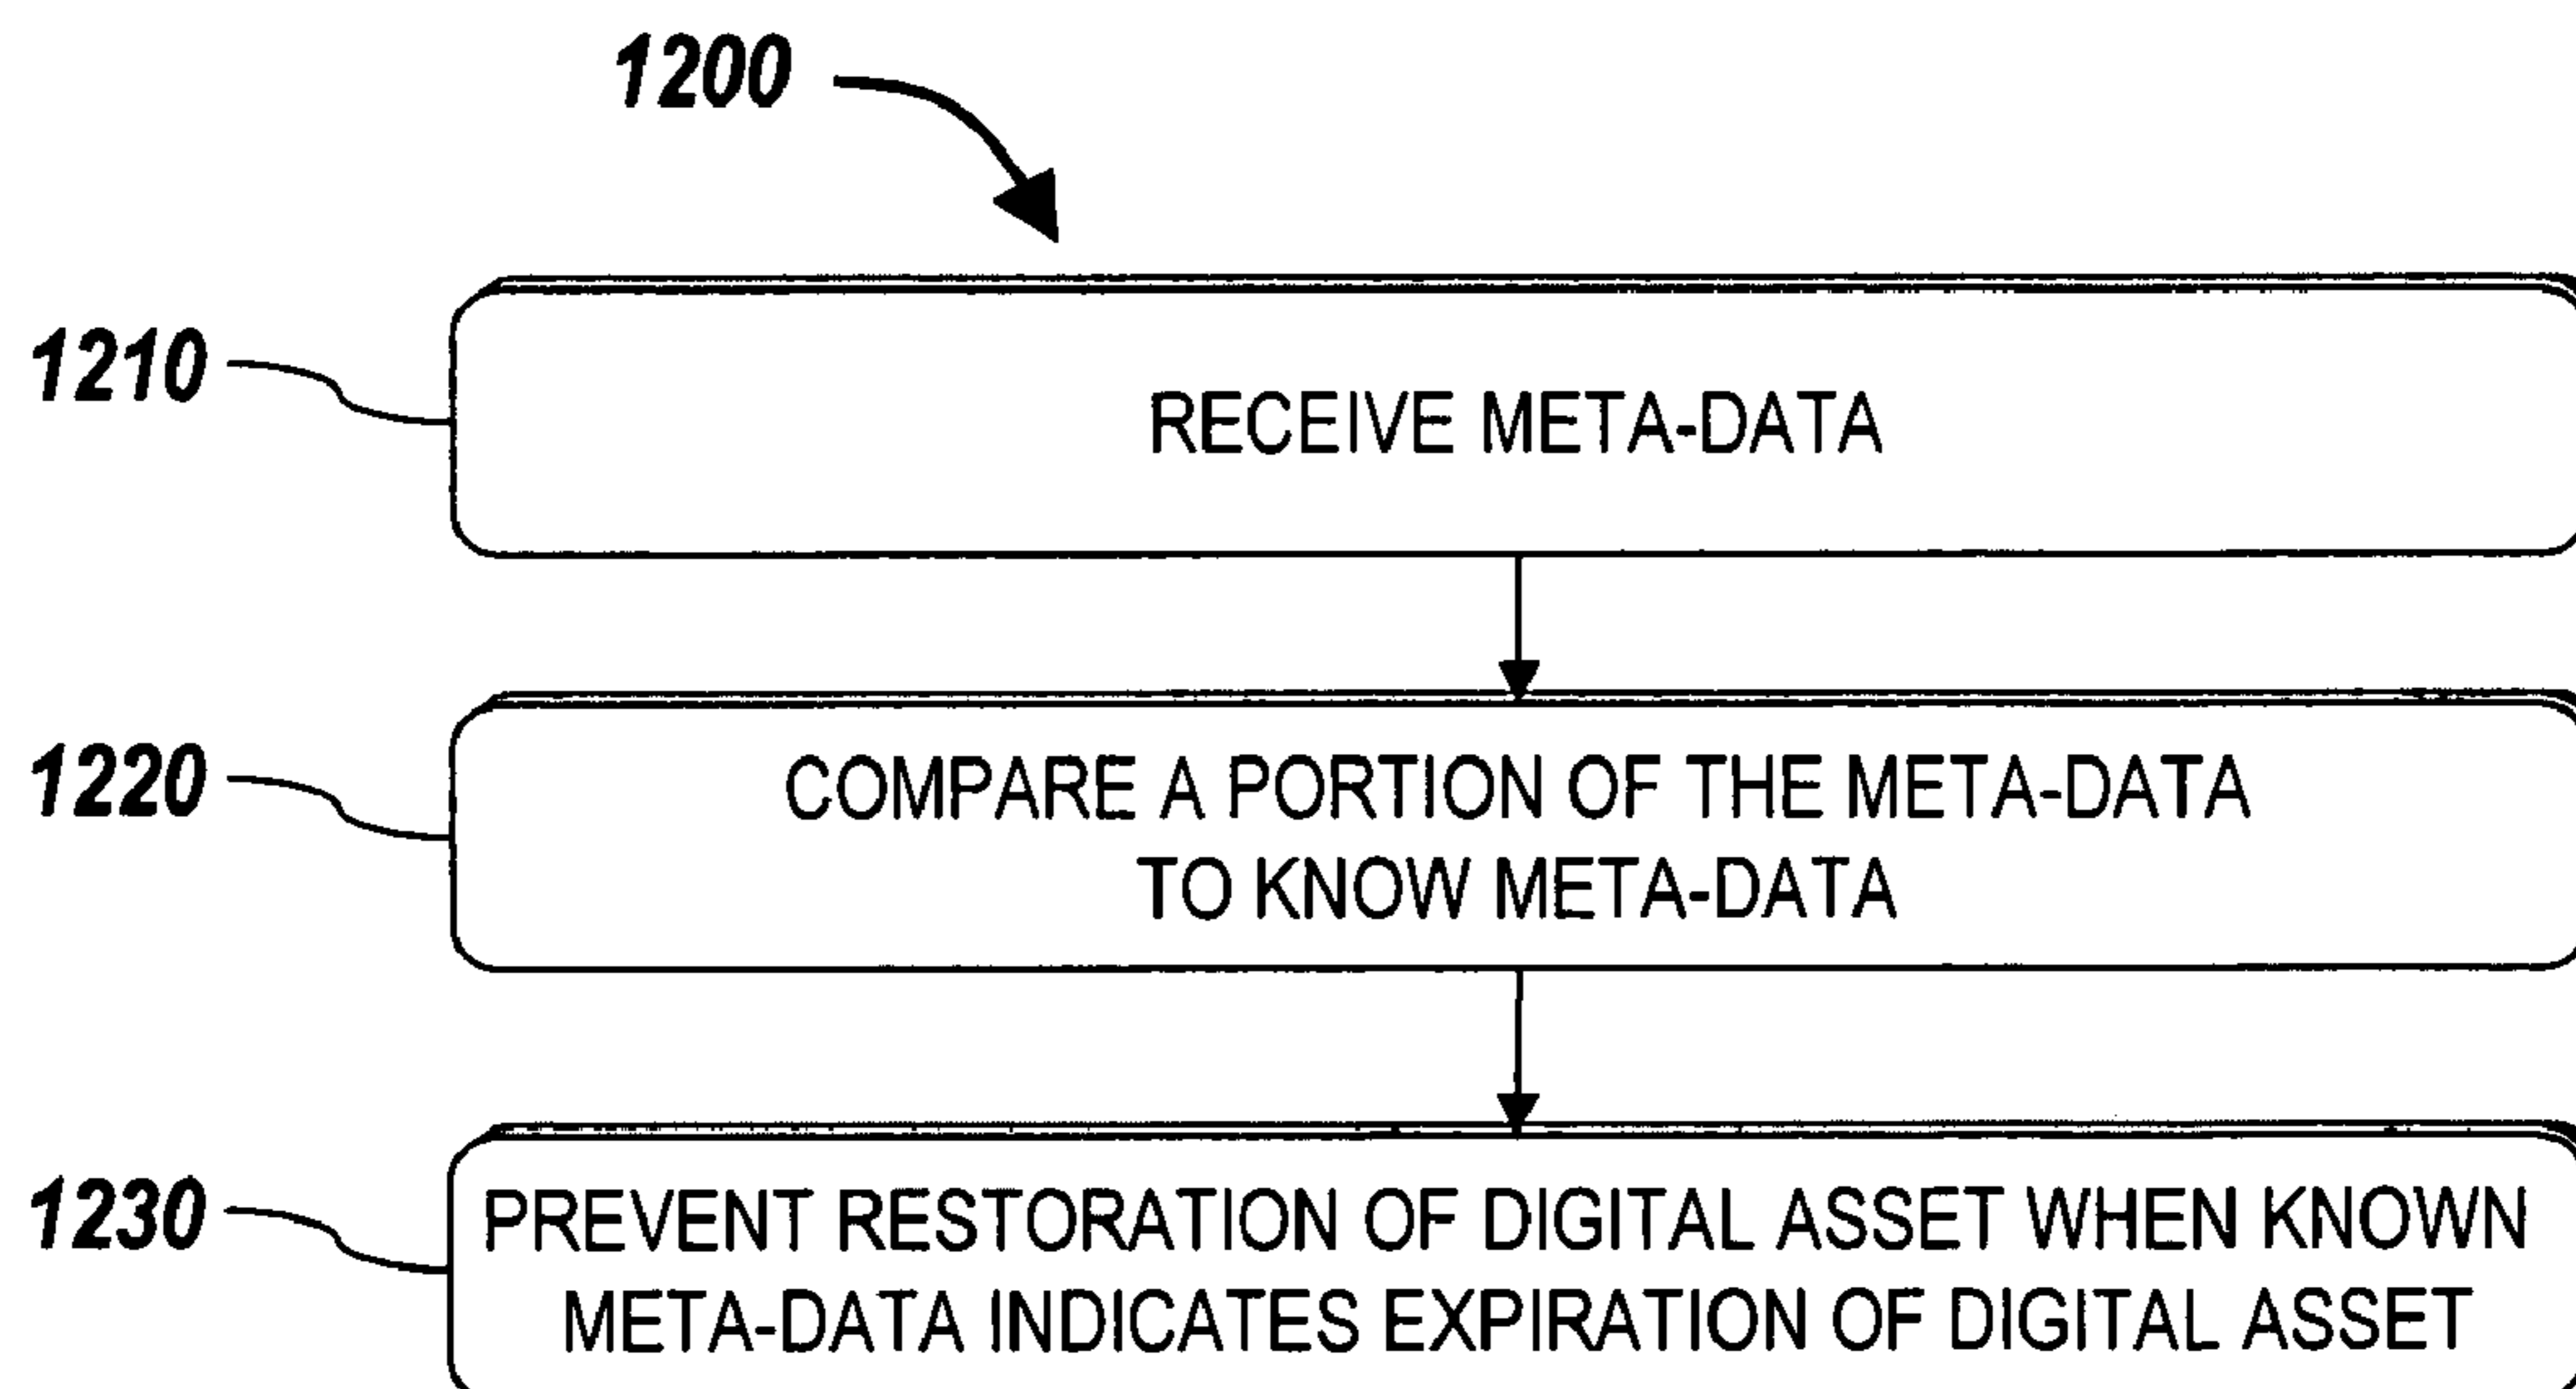 1200
1210
RECEIVE META-DATA
1220
COMPARE A PORTION OF THE META-DATA
TO KNOW META-DATA
1230
PREVENT RESTORATION OF DIGITAL ASSET WHEN KNOWN
META-DATA INDICATES EXPIRATION OF DIGITAL ASSET